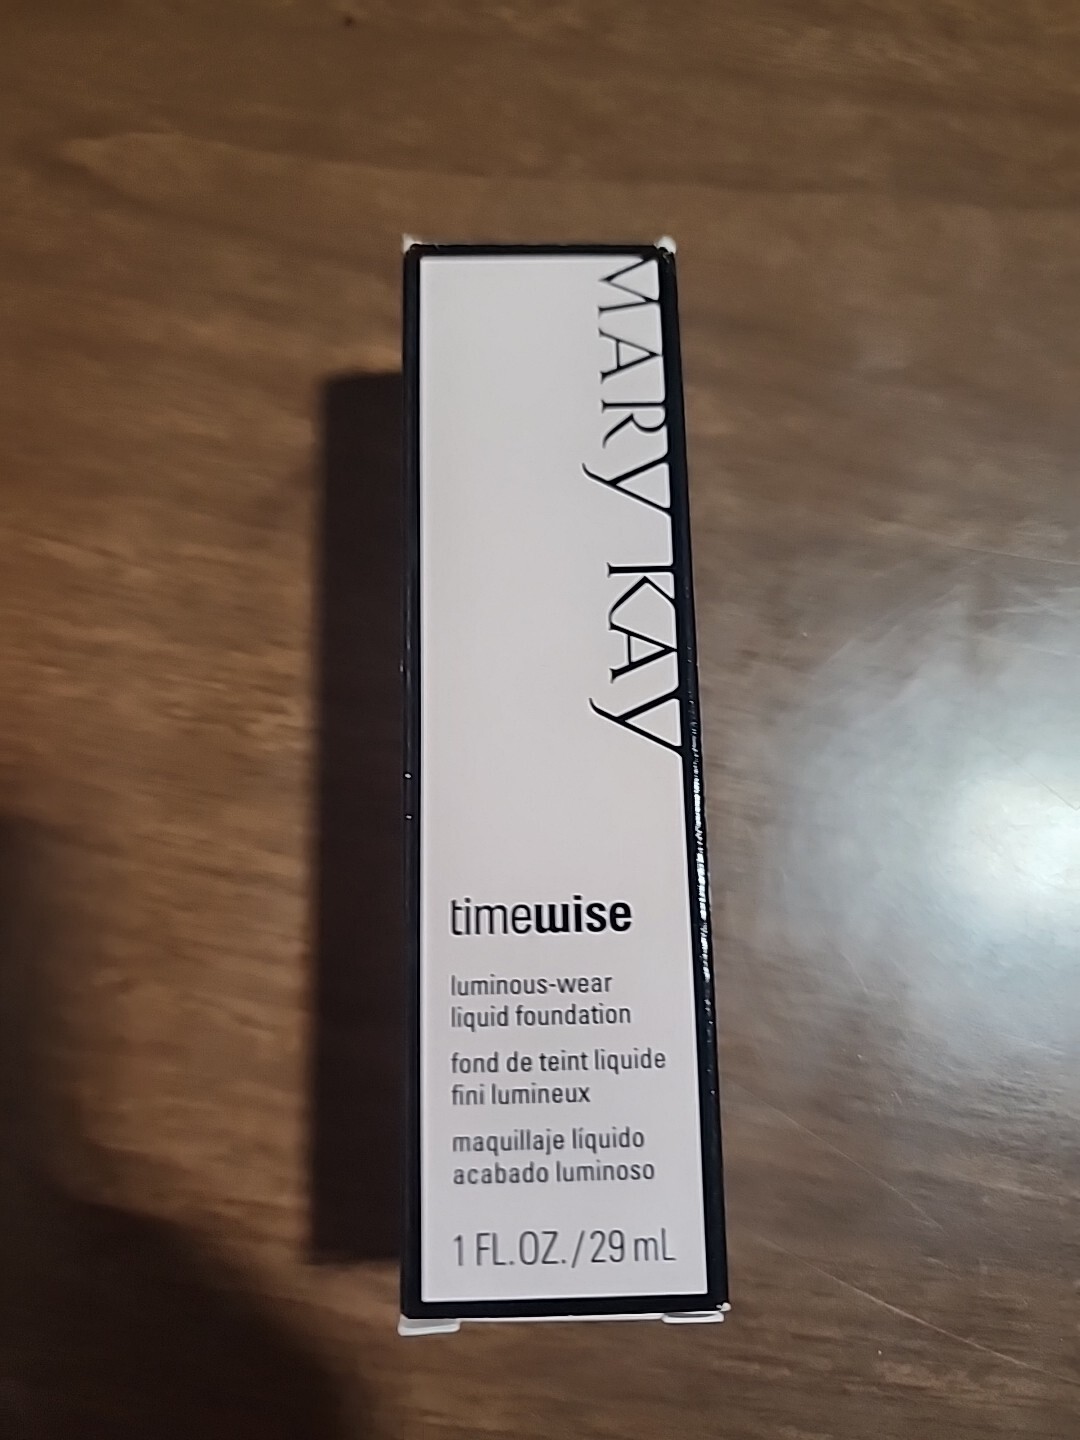 MARY KAY
timewise
luminous-wear
liquid foundation
fond de teint liquide
fini lumineux
maquillaje líquido
acabado luminoso
1 FL.OZ./29 mL